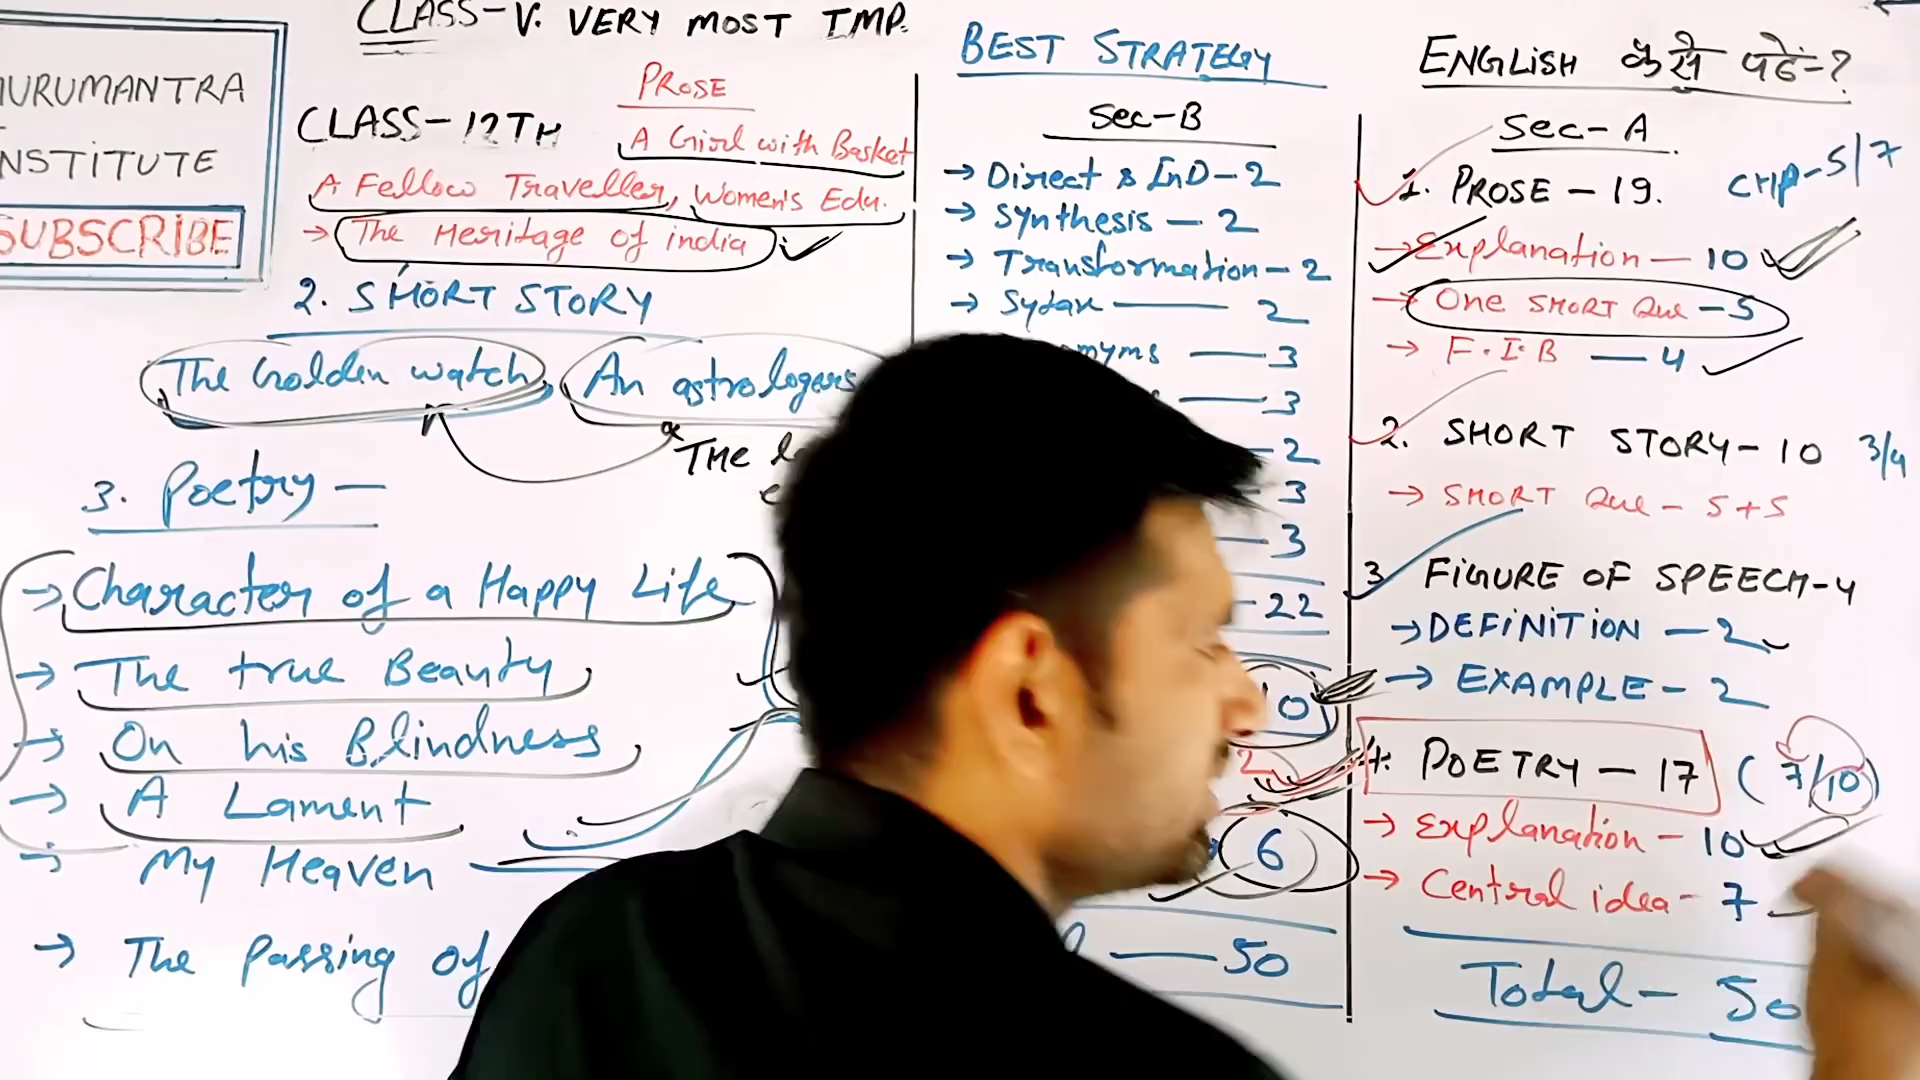 CLASS-V. VERY MOST IMP.
URUMANTRA
NSTITUTE
SUBSCRIBE
CLASS-12TH
PROSE
A Girl with Basket
A Fellow Traveller, Women's Edu.
→ The Heritage of india
2. SHORT STORY
The Golden watch, An astrologers
THE
3. Poetry —
→ Character of a Happy Life
→ The true Beauty
→ On his Blindness
→ A Lament
→ My Heaven
→ The Passing of
BEST STRATEGY
Sec-B
→ Direct & InD-2
→ Synthesis — 2
→ Transformation-2
→ Sytax — 2
nyms — 3
— 3
-2
3
-3
-22
10
2
6
— 50
ENGLISH कैसे पढें-?
Sec-A
1. PROSE-19. CHP-5/7
→ Explanation — 10
→ One SHORT Que -5
→ F.I.B — 4
2. SHORT STORY-10 3/4
→ SHORT Que - 5+5
3 FIGURE OF SPEECH-4
→ DEFINITION — 2
→ EXAMPLE - 2
4. POETRY — 17 (7/10)
→ Explanation - 10
→ Central idea - 7
Total - 50